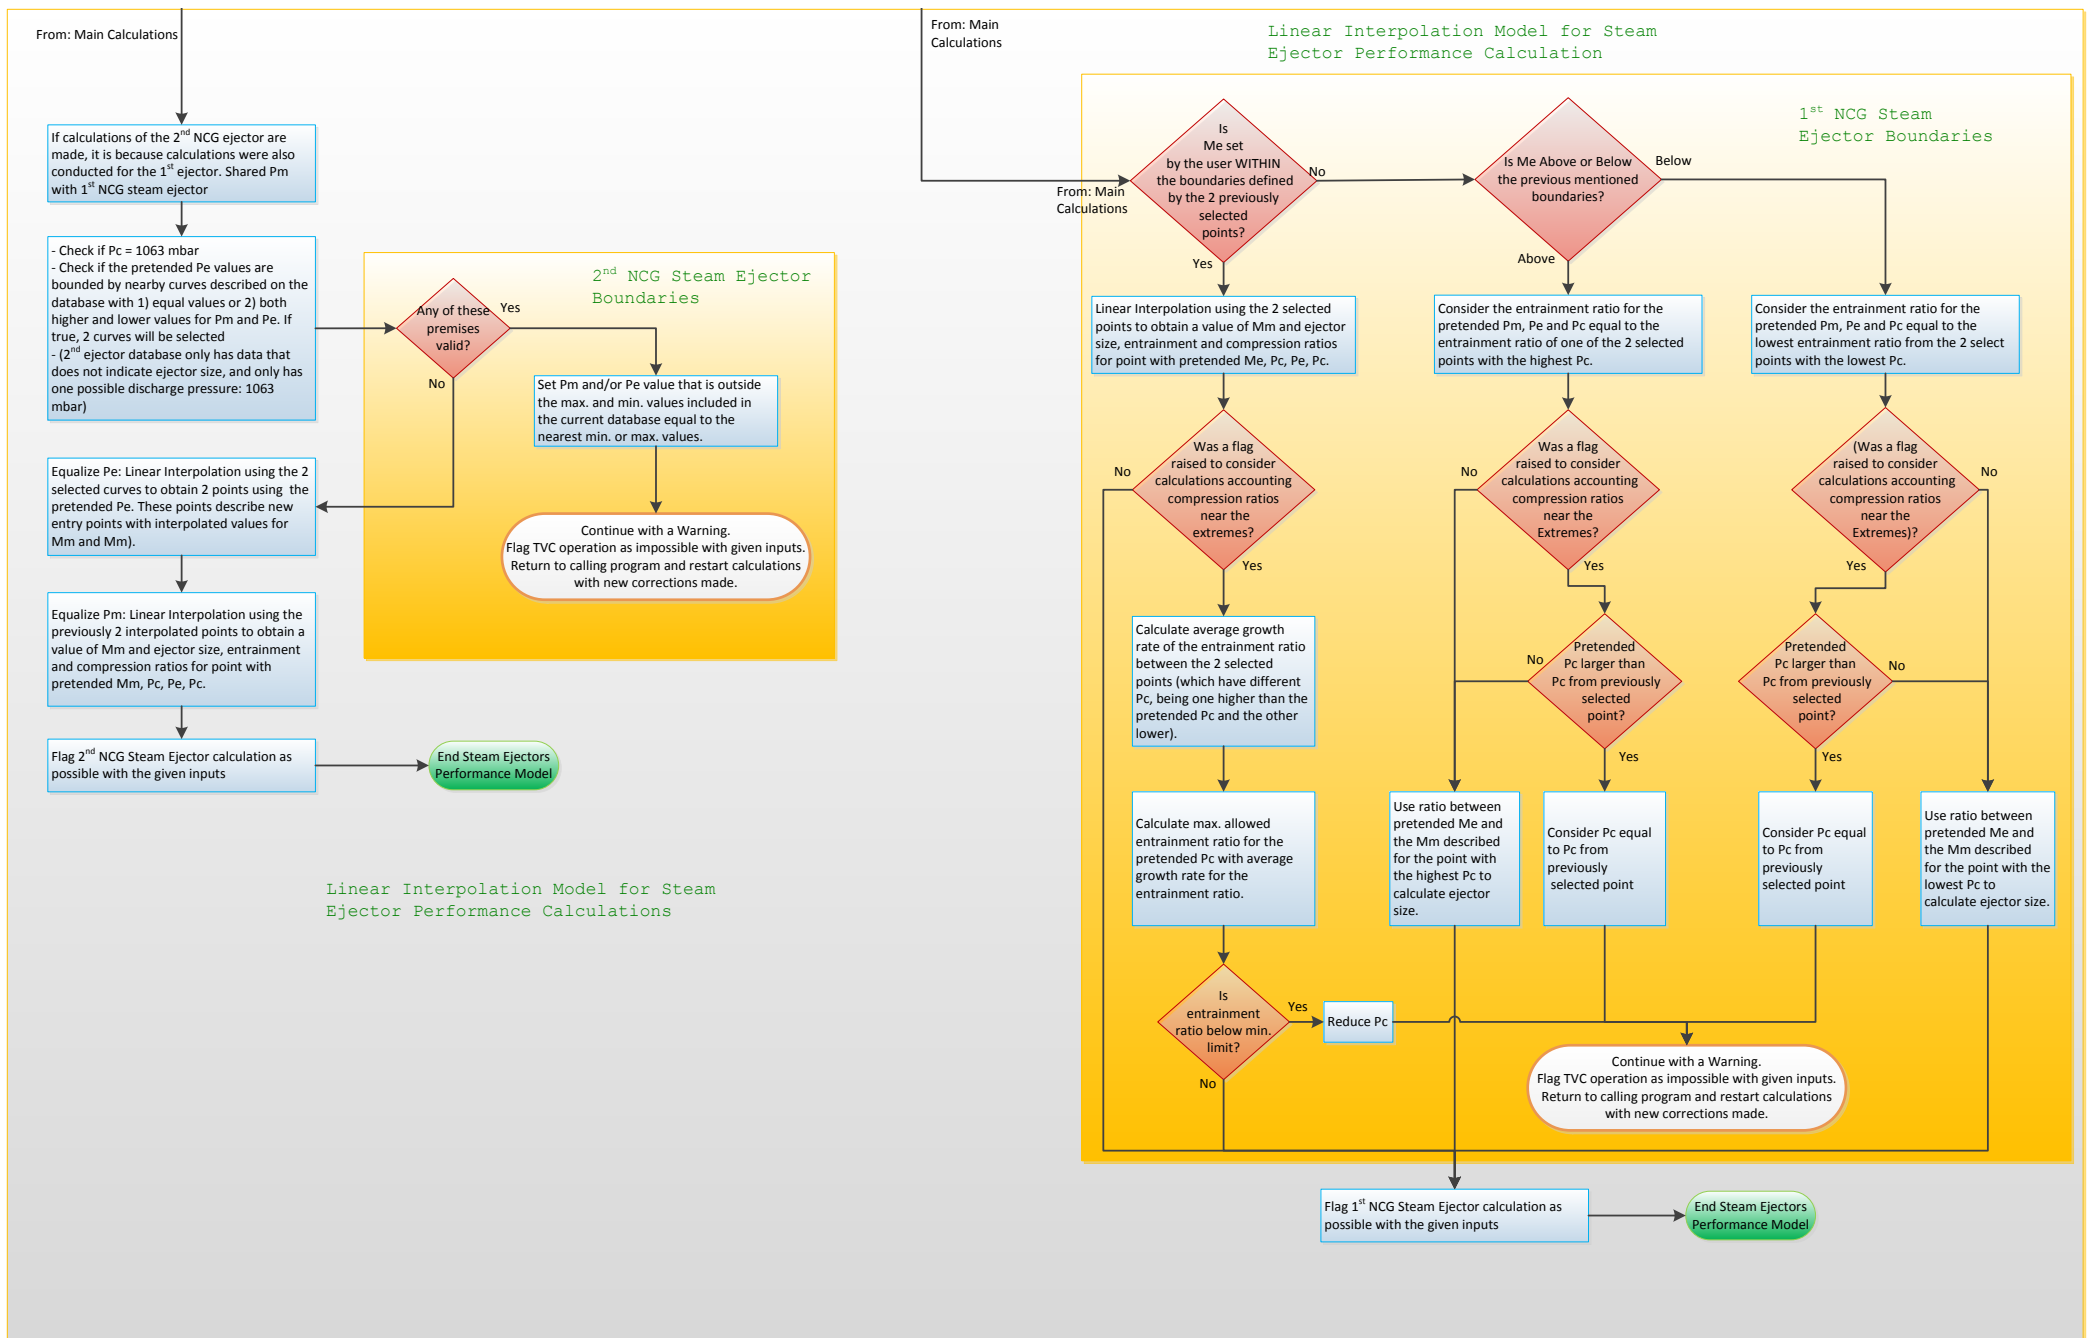 From: Main Calculations
If calculations of the 2nd NCG ejector are
made, it is because calculations were also
conducted for the 1st ejector. Shared Pm
with 1st NCG steam ejector
- Check if Pc = 1063 mbar
- Check if the pretended Pe values are
bounded by nearby curves described on the
database with 1) equal values or 2) both
higher and lower values for Pm and Pe. If
true, 2 curves will be selected
- (2nd ejector database only has data that
does not indicate ejector size, and only has
one possible discharge pressure: 1063
mbar)
Equalize Pe: Linear Interpolation using the 2
selected curves to obtain 2 points using  the
pretended Pe. These points describe new
entry points with interpolated values for
Mm and Mm).
Equalize Pm: Linear Interpolation using the
previously 2 interpolated points to obtain a
value of Mm and ejector size, entrainment
and compression ratios for point with
pretended Mm, Pc, Pe, Pc.
Flag 2nd NCG Steam Ejector calculation as
possible with the given inputs
End Steam Ejectors
Performance Model
2nd NCG Steam Ejector
Boundaries
Any of these
premises
valid?
Yes
No
Set Pm and/or Pe value that is outside
the max. and min. values included in
the current database equal to the
nearest min. or max. values.
Continue with a Warning.
Flag TVC operation as impossible with given inputs.
Return to calling program and restart calculations
with new corrections made.
Linear Interpolation Model for Steam
Ejector Performance Calculations
From: Main
Calculations
Linear Interpolation Model for Steam
Ejector Performance Calculation
1st NCG Steam
Ejector Boundaries
From: Main
Calculations
Is
Me set
by the user WITHIN
the boundaries defined
by the 2 previously
selected
points?
No
Yes
Is Me Above or Below
the previous mentioned
boundaries?
Below
Above
Linear Interpolation using the 2 selected
points to obtain a value of Mm and ejector
size, entrainment and compression ratios
for point with pretended Me, Pc, Pe, Pc.
Consider the entrainment ratio for the
pretended Pm, Pe and Pc equal to the
entrainment ratio of one of the 2 selected
points with the highest Pc.
Consider the entrainment ratio for the
pretended Pm, Pe and Pc equal to the
lowest entrainment ratio from the 2 select
points with the lowest Pc.
Was a flag
raised to consider
calculations accounting
compression ratios
near the
extremes?
No
Yes
Was a flag
raised to consider
calculations accounting
compression ratios
near the
Extremes?
No
Yes
(Was a flag
raised to consider
calculations accounting
compression ratios
near the
Extremes)?
No
Yes
Calculate average growth
rate of the entrainment ratio
between the 2 selected
points (which have different
Pc, being one higher than the
pretended Pc and the other
lower).
Pretended
Pc larger than
Pc from previously
selected
point?
No
Yes
Pretended
Pc larger than
Pc from previously
selected
point?
No
Yes
Calculate max. allowed
entrainment ratio for the
pretended Pc with average
growth rate for the
entrainment ratio.
Use ratio between
pretended Me and
the Mm described
for the point with
the highest Pc to
calculate ejector
size.
Consider Pc equal
to Pc from
previously
selected point
Consider Pc equal
to Pc from
previously
selected point
Use ratio between
pretended Me and
the Mm described
for the point with the
lowest Pc to
calculate ejector size.
Is
entrainment
ratio below min.
limit?
Yes
No
Reduce Pc
Continue with a Warning.
Flag TVC operation as impossible with given inputs.
Return to calling program and restart calculations
with new corrections made.
Flag 1st NCG Steam Ejector calculation as
possible with the given inputs
End Steam Ejectors
Performance Model